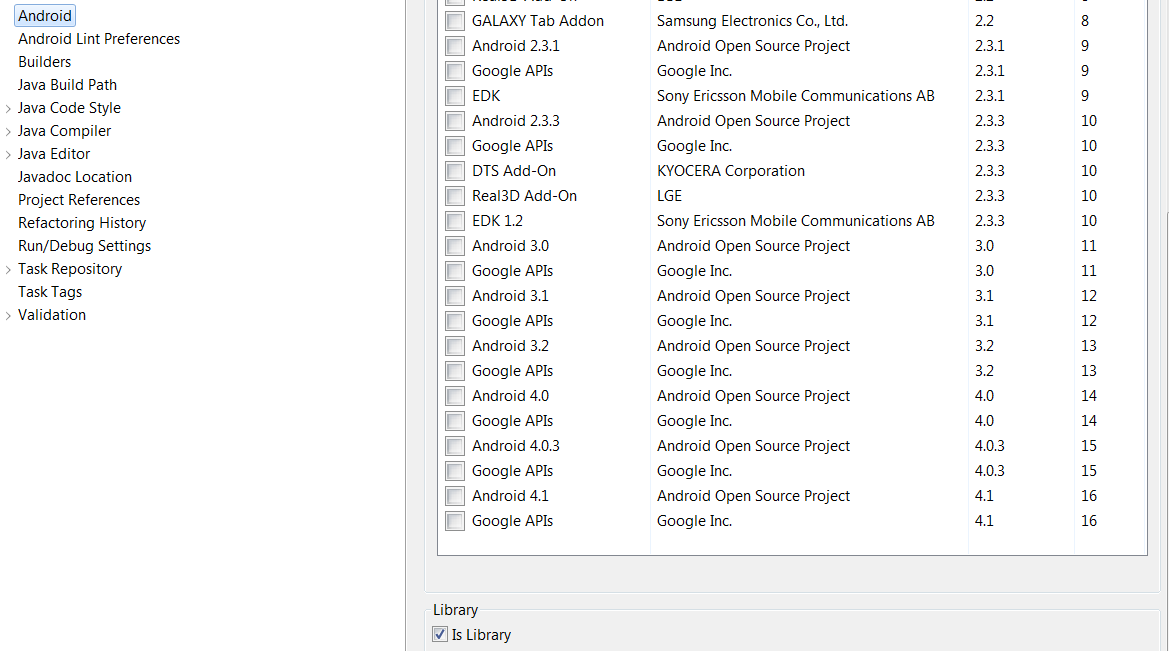 Android
Android Lint Preferences
Builders
Java Build Path
Java Code Style
Java Compiler
Java Editor
Javadoc Location
Project References
Refactoring History
Run/Debug Settings
Task Repository
Task Tags
Validation
GALAXY Tab Addon Samsung Electronics Co., Ltd. 2.2 8
Android 2.3.1 Android Open Source Project 2.3.1 9
Google APIs Google Inc. 2.3.1 9
EDK Sony Ericsson Mobile Communications AB 2.3.1 9
Android 2.3.3 Android Open Source Project 2.3.3 10
Google APIs Google Inc. 2.3.3 10
DTS Add-On KYOCERA Corporation 2.3.3 10
Real3D Add-On LGE 2.3.3 10
EDK 1.2 Sony Ericsson Mobile Communications AB 2.3.3 10
Android 3.0 Android Open Source Project 3.0 11
Google APIs Google Inc. 3.0 11
Android 3.1 Android Open Source Project 3.1 12
Google APIs Google Inc. 3.1 12
Android 3.2 Android Open Source Project 3.2 13
Google APIs Google Inc. 3.2 13
Android 4.0 Android Open Source Project 4.0 14
Google APIs Google Inc. 4.0 14
Android 4.0.3 Android Open Source Project 4.0.3 15
Google APIs Google Inc. 4.0.3 15
Android 4.1 Android Open Source Project 4.1 16
Google APIs Google Inc. 4.1 16
Library
Is Library